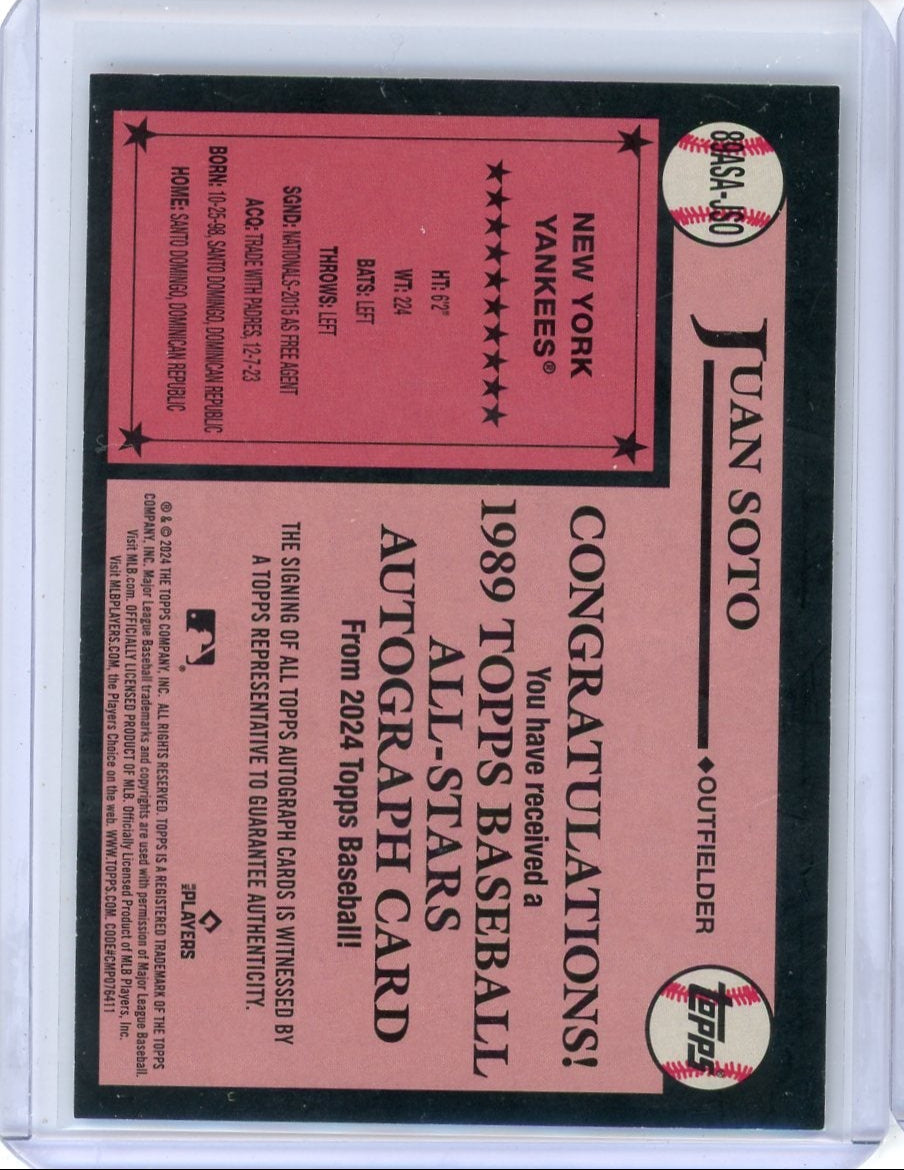 89ASA-JSO
JUAN SOTO
◆OUTFIELDER
topps®
NEW YORK
YANKEES®
★★★★★★★★★★
HT: 6'2"
WT: 224
BATS: LEFT
THROWS: LEFT
SGND: NATIONALS-2015 AS FREE AGENT
ACQ: TRADE WITH PADRES, 12-7-23
BORN: 10-25-98, SANTO DOMINGO, DOMINICAN REPUBLIC
HOME: SANTO DOMINGO, DOMINICAN REPUBLIC
CONGRATULATIONS!
You have received a
1989 TOPPS BASEBALL
ALL-STARS
AUTOGRAPH CARD
From 2024 Topps Baseball!
THE SIGNING OF ALL TOPPS AUTOGRAPH CARDS IS WITNESSED BY
A TOPPS REPRESENTATIVE TO GUARANTEE AUTHENTICITY.
MLB PLAYERS
® & © 2024 THE TOPPS COMPANY, INC. ALL RIGHTS RESERVED. TOPPS IS A REGISTERED TRADEMARK OF THE TOPPS
COMPANY, INC. Major League Baseball trademarks and copyrights are used with permission of Major League Baseball.
Visit MLB.com. OFFICIALLY LICENSED PRODUCT OF MLB. Officially Licensed Product of MLB Players, Inc.
Visit MLBPLAYERS.COM, the Players Choice on the web. WWW.TOPPS.COM. CODE#CMP076411